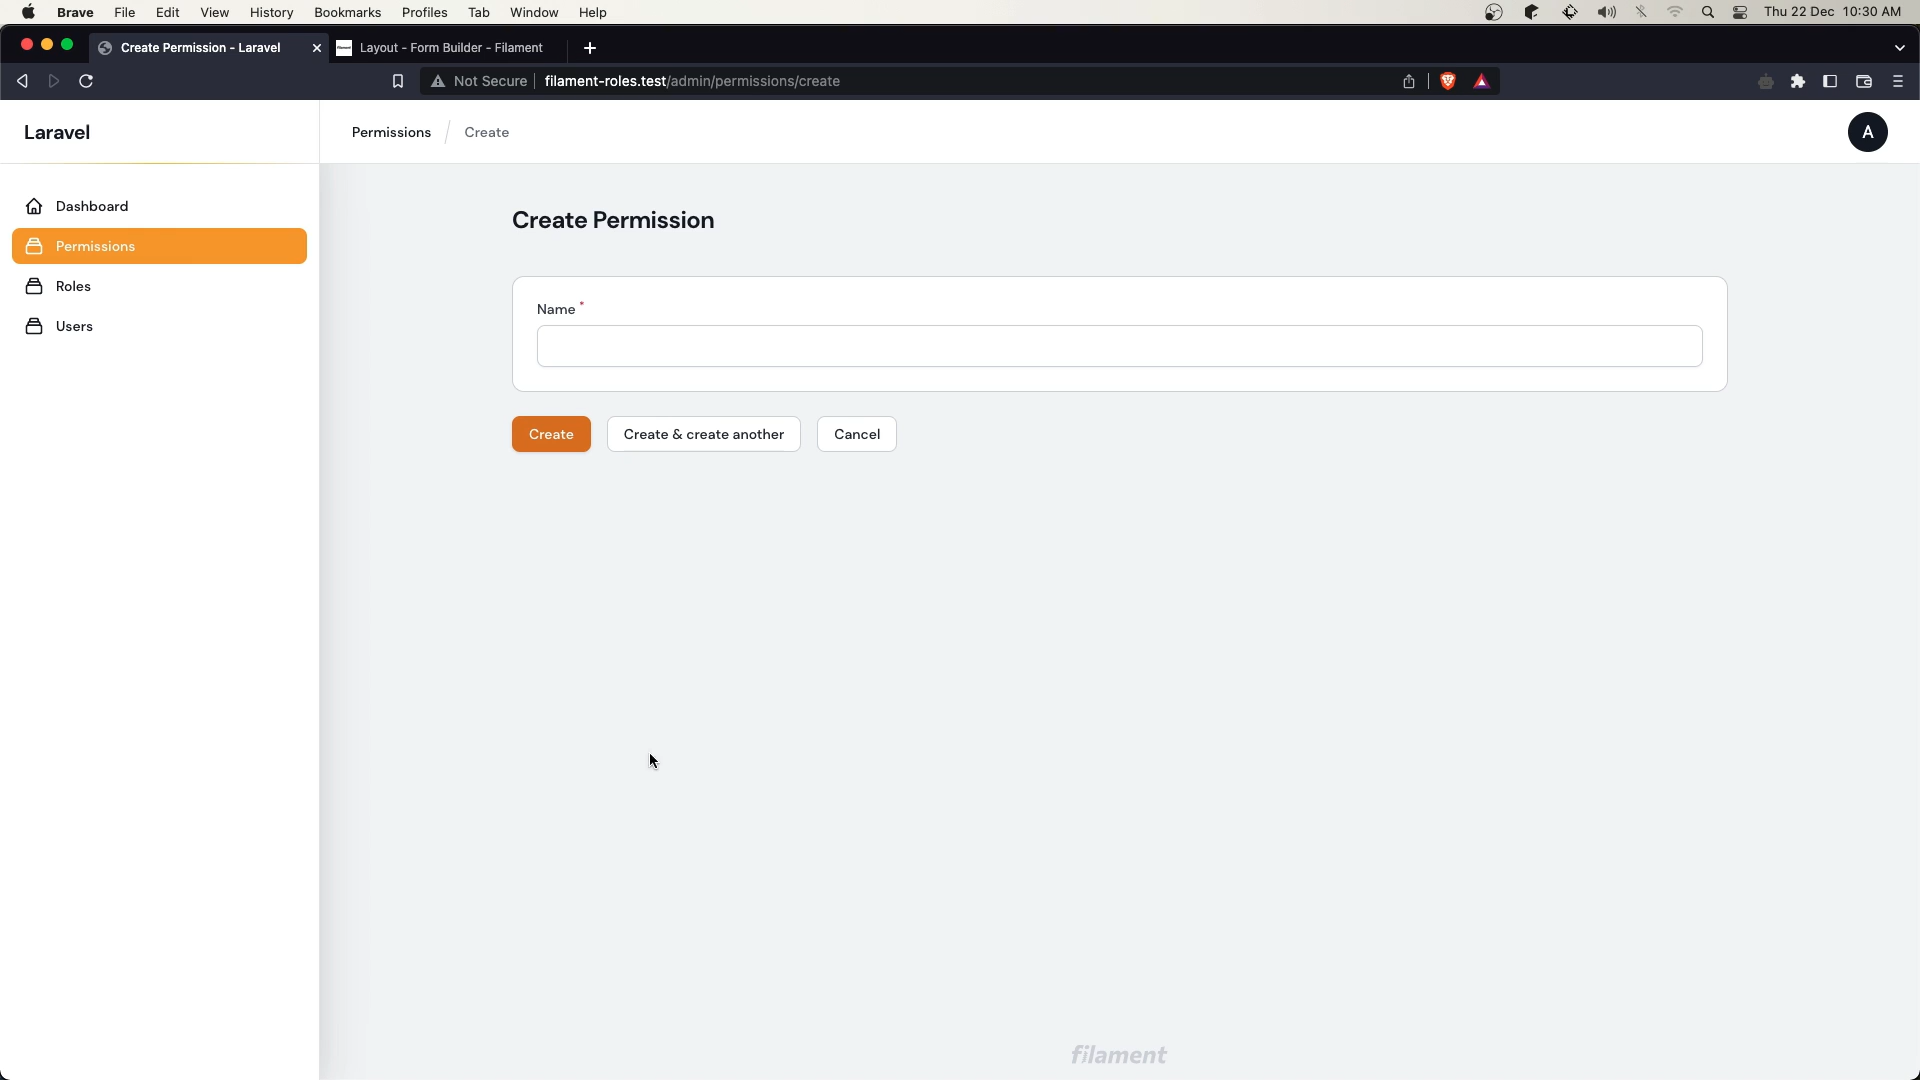 Brave File Edit View History Bookmarks Profiles Tab Window Help Thu 22 Dec 10:30 AM
Create Permission - Laravel Layout - Form Builder - Filament
Not Secure filament-roles.test/admin/permissions/create
Laravel Permissions / Create A
Dashboard
Permissions
Roles
Users
Create Permission
Name *
Create Create & create another Cancel
filament